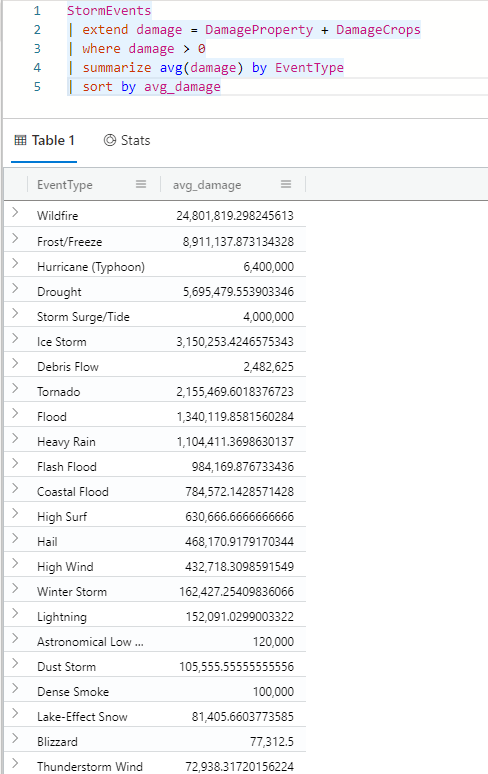 1 StormEvents
2 | extend damage = DamageProperty + DamageCrops
3 | where damage > 0
4 | summarize avg(damage) by EventType
5 | sort by avg_damage
Table 1 Stats
EventType avg_damage
Wildfire 24,801,819.298245613
Frost/Freeze 8,911,137.873134328
Hurricane (Typhoon) 6,400,000
Drought 5,695,479.553903346
Storm Surge/Tide 4,000,000
Ice Storm 3,150,253.4246575343
Debris Flow 2,482,625
Tornado 2,155,469.6018376723
Flood 1,340,119.8581560284
Heavy Rain 1,104,411.3698630137
Flash Flood 984,169.876733436
Coastal Flood 784,572.1428571428
High Surf 630,666.6666666666
Hail 468,170.9179170344
High Wind 432,718.3098591549
Winter Storm 162,427.25409836066
Lightning 152,091.0299003322
Astronomical Low ... 120,000
Dust Storm 105,555.55555555556
Dense Smoke 100,000
Lake-Effect Snow 81,405.6603773585
Blizzard 77,312.5
Thunderstorm Wind 72,938.31720156224